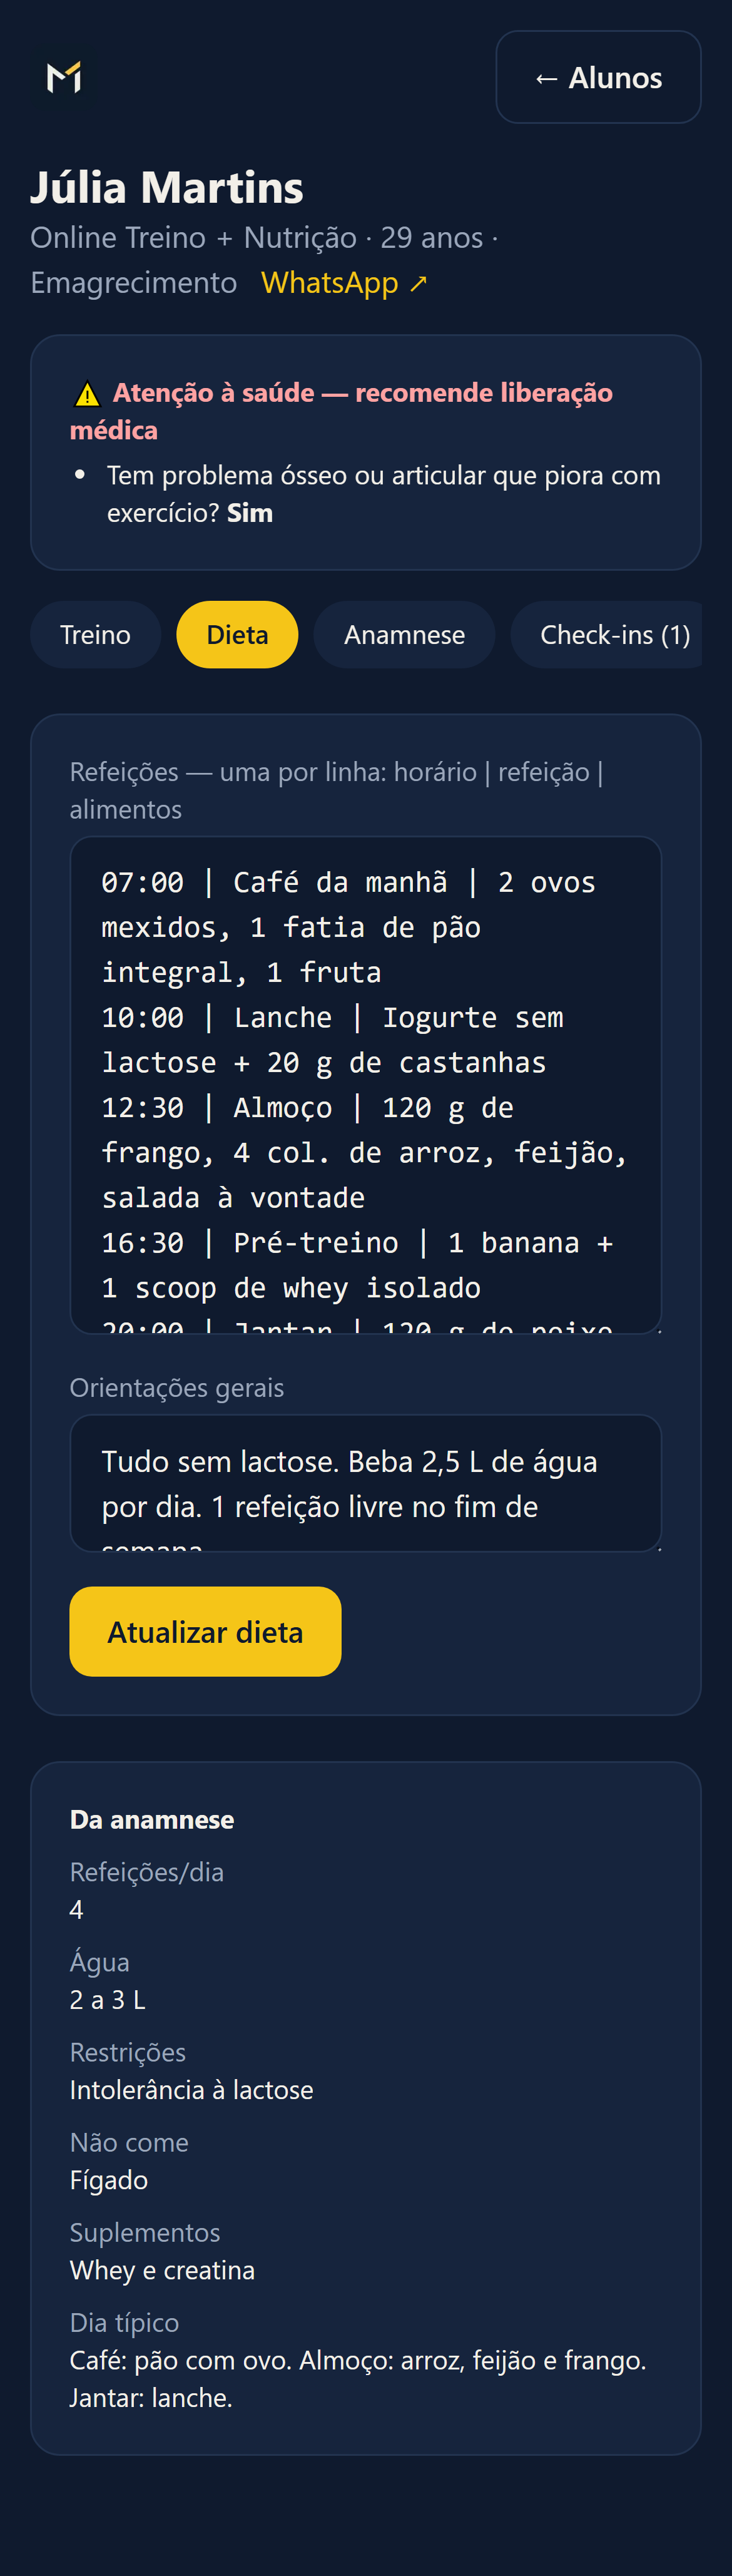 ← Alunos
Júlia Martins
Online Treino + Nutrição · 29 anos ·
Emagrecimento WhatsApp ↗
⚠️ Atenção à saúde — recomende liberação
médica
• Tem problema ósseo ou articular que piora com
exercício? Sim
Treino Dieta Anamnese Check-ins (1)
Refeições — uma por linha: horário | refeição |
alimentos
07:00 | Café da manhã | 2 ovos
mexidos, 1 fatia de pão
integral, 1 fruta
10:00 | Lanche | Iogurte sem
lactose + 20 g de castanhas
12:30 | Almoço | 120 g de
frango, 4 col. de arroz, feijão,
salada à vontade
16:30 | Pré-treino | 1 banana +
1 scoop de whey isolado
20:00 | Jantar | 120 g de peixe
Orientações gerais
Tudo sem lactose. Beba 2,5 L de água
por dia. 1 refeição livre no fim de
semana
Atualizar dieta
Da anamnese
Refeições/dia
4
Água
2 a 3 L
Restrições
Intolerância à lactose
Não come
Fígado
Suplementos
Whey e creatina
Dia típico
Café: pão com ovo. Almoço: arroz, feijão e frango.
Jantar: lanche.